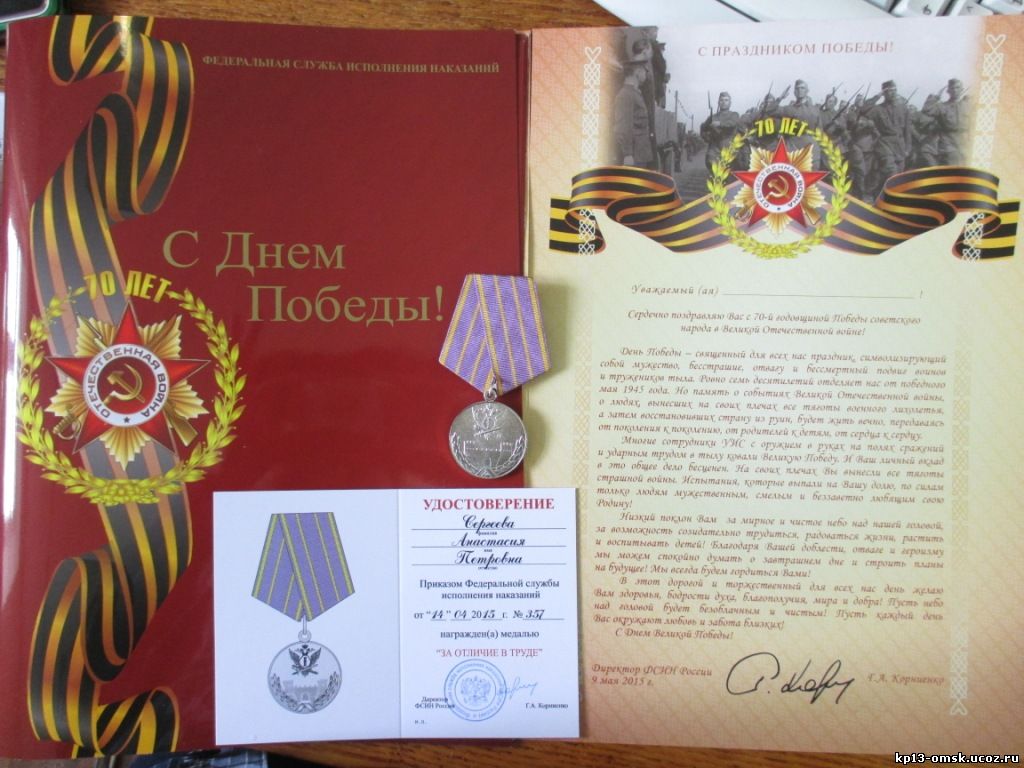 ФЕДЕРАЛЬНАЯ СЛУЖБА ИСПОЛНЕНИЯ НАКАЗАНИЙ
С Днем
Победы!
70 ЛЕТ
ОТЕЧЕСТВЕННАЯ ВОЙНА
УДОСТОВЕРЕНИЕ
Сергеева
фамилия
Анастасия
имя
Петровна
отчество
Приказом Федеральной службы
исполнения наказаний
от "14" 04 2015 г. № 357
награжден(а) медалью
"ЗА ОТЛИЧИЕ В ТРУДЕ"
Директор
ФСИН России
Г.А. Корниенко
С ПРАЗДНИКОМ ПОБЕДЫ!
70 ЛЕТ
ОТЕЧЕСТВЕННАЯ ВОЙНА
Уважаемый (ая) !
Сердечно поздравляю Вас с 70-й годовщиной Победы советского
народа в Великой Отечественной войне!
День Победы – священный для всех нас праздник, символизирующий
собой мужество, бесстрашие, отвагу и бессмертный подвиг воинов
и тружеников тыла. Ровно семь десятилетий отделяет нас от победного
мая 1945 года. Но память о событиях Великой Отечественной войны,
о людях, вынесших на своих плечах все тяготы военного лихолетья,
а затем восстановивших страну из руин, будет жить вечно, передаваясь
от поколения к поколению, от родителей к детям, от сердца к сердцу.
Многие сотрудники УИС с оружием в руках на полях сражений
и ударным трудом в тылу ковали Великую Победу. И Ваш личный вклад
в это общее дело бесценен. На своих плечах Вы вынесли все тяготы
страшной войны. Испытания, которые выпали на Вашу долю, по силам
только людям мужественным, смелым и беззаветно любящим свою
Родину!
Низкий поклон Вам за мирное и чистое небо над нашей головой,
за возможность созидательно трудиться, радоваться жизни, растить
и воспитывать детей! Благодаря Вашей доблести, отваге и героизму
мы можем спокойно думать о завтрашнем дне и строить планы
на будущее! Мы всегда будем гордиться Вами!
В этот дорогой и торжественный для всех нас день желаю
Вам здоровья, бодрости духа, благополучия, мира и добра! Пусть небо
над головой будет безоблачным и чистым! Пусть каждый день
Вас окружают любовь и забота близких!
С Днем Великой Победы!
Директор ФСИН России
9 мая 2015 г.
Г.А. Корниенко
kp13-omsk.ucoz.ru